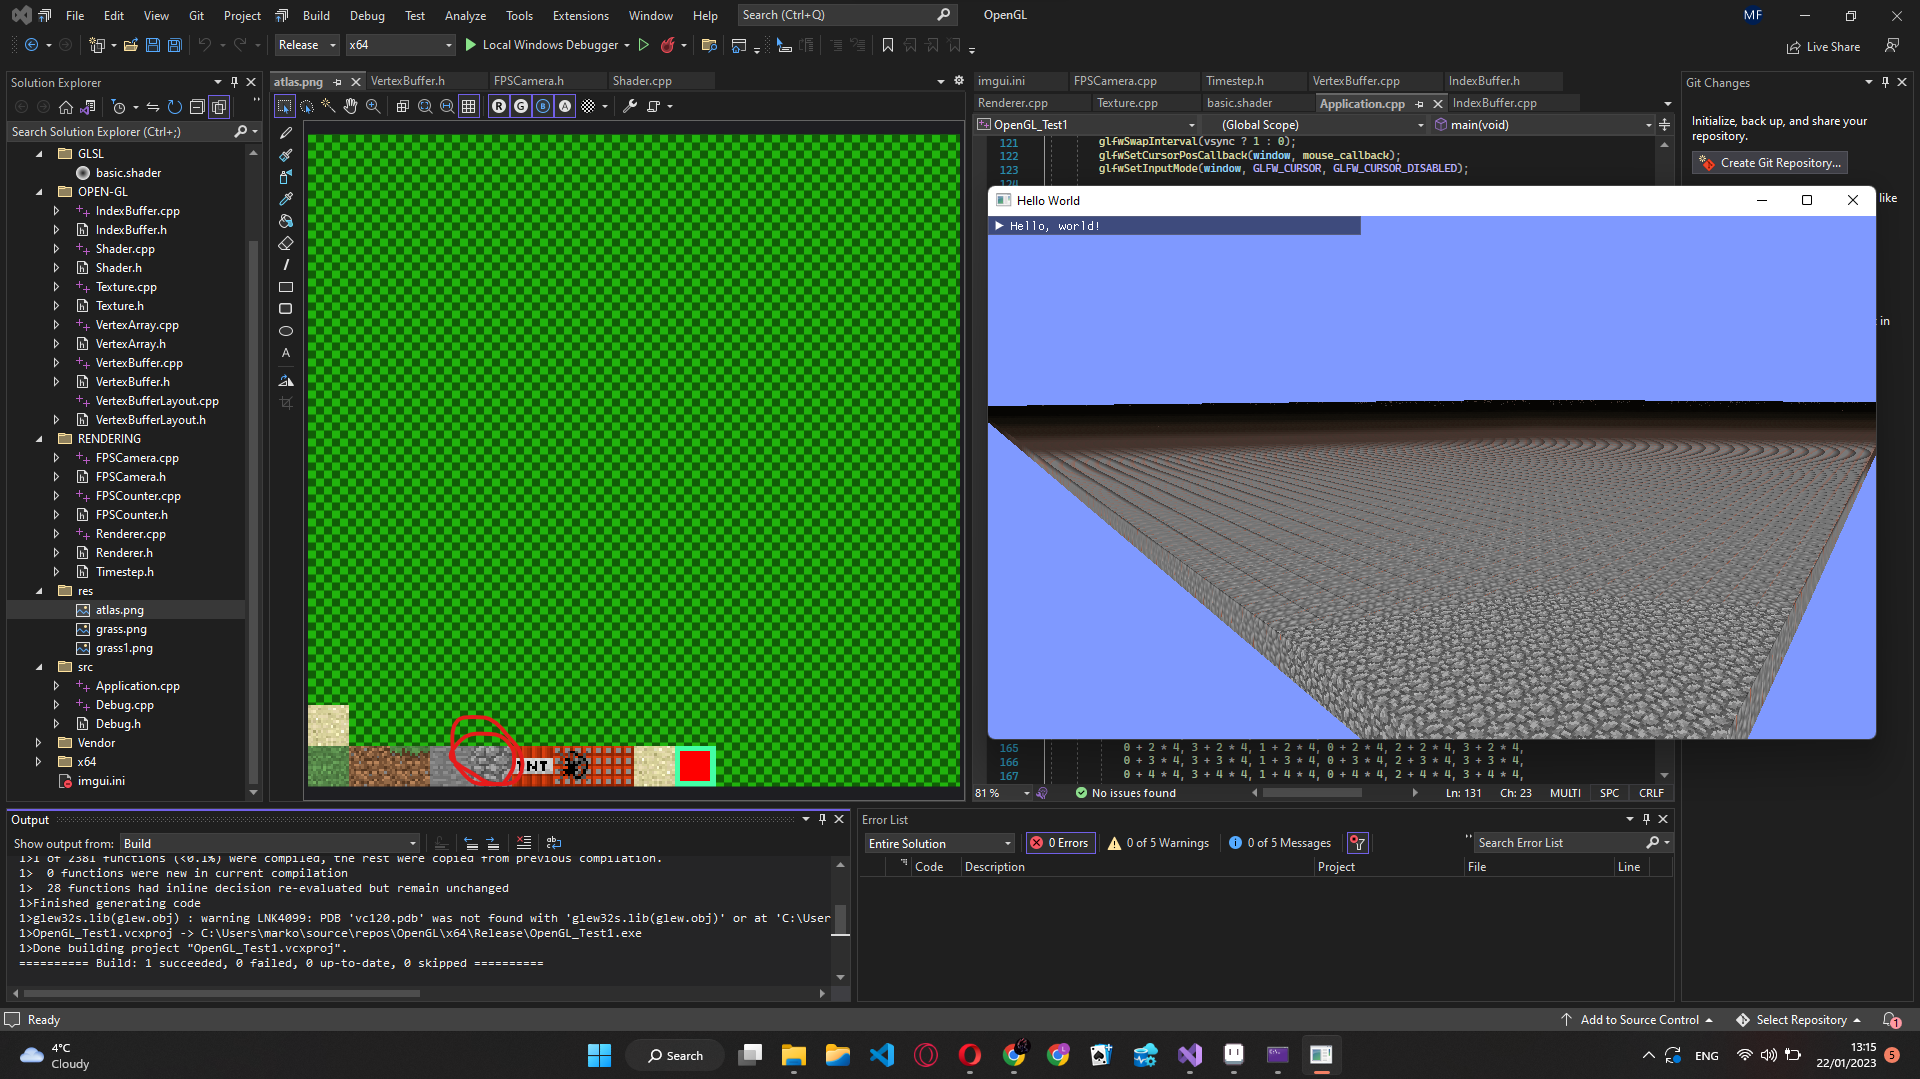 File Edit View Git Project Build Debug Test Analyze Tools Extensions Window Help Search (Ctrl+Q) OpenGL MF
Release x64 Local Windows Debugger Live Share
Solution Explorer
Search Solution Explorer (Ctrl+;)
GLSL
basic.shader
OPEN-GL
IndexBuffer.cpp
IndexBuffer.h
Shader.cpp
Shader.h
Texture.cpp
Texture.h
VertexArray.cpp
VertexArray.h
VertexBuffer.cpp
VertexBuffer.h
VertexBufferLayout.cpp
VertexBufferLayout.h
RENDERING
FPSCamera.cpp
FPSCamera.h
FPSCounter.cpp
FPSCounter.h
Renderer.cpp
Renderer.h
Timestep.h
res
atlas.png
grass.png
grass1.png
src
Application.cpp
Debug.cpp
Debug.h
Vendor
x64
imgui.ini
atlas.png VertexBuffer.h FPSCamera.h Shader.cpp
R G B A
A
NT
imgui.ini FPSCamera.cpp Timestep.h VertexBuffer.cpp IndexBuffer.h
Renderer.cpp Texture.cpp basic.shader Application.cpp IndexBuffer.cpp
OpenGL_Test1 (Global Scope) main(void)
121 glfwSwapInterval(vsync ? 1 : 0);
122 glfwSetCursorPosCallback(window, mouse_callback);
123 glfwSetInputMode(window, GLFW_CURSOR, GLFW_CURSOR_DISABLED);
Hello World
Hello, world!
165 0 + 2 * 4, 3 + 2 * 4, 1 + 2 * 4, 0 + 2 * 4, 2 + 2 * 4, 3 + 2 * 4,
166 0 + 3 * 4, 3 + 3 * 4, 1 + 3 * 4, 0 + 3 * 4, 2 + 3 * 4, 3 + 3 * 4,
167 0 + 4 * 4, 3 + 4 * 4, 1 + 4 * 4, 0 + 4 * 4, 2 + 4 * 4, 3 + 4 * 4,
81 % No issues found Ln: 131 Ch: 23 MULTI SPC CRLF
Git Changes
Initialize, back up, and share your
repository.
Create Git Repository...
like
in
Output
Show output from: Build
1>1 of 2381 functions (<0.1%) were compiled, the rest were copied from previous compilation.
1> 0 functions were new in current compilation
1> 28 functions had inline decision re-evaluated but remain unchanged
1>Finished generating code
1>glew32s.lib(glew.obj) : warning LNK4099: PDB 'vc120.pdb' was not found with 'glew32s.lib(glew.obj)' or at 'C:\User
1>OpenGL_Test1.vcxproj -> C:\Users\marko\source\repos\OpenGL\x64\Release\OpenGL_Test1.exe
1>Done building project "OpenGL_Test1.vcxproj".
========== Build: 1 succeeded, 0 failed, 0 up-to-date, 0 skipped ==========
Error List
Entire Solution 0 Errors 0 of 5 Warnings 0 of 5 Messages Search Error List
Code Description Project File Line
Ready Add to Source Control Select Repository 1
4°C
Cloudy
Search
ENG
13:15
22/01/2023
5